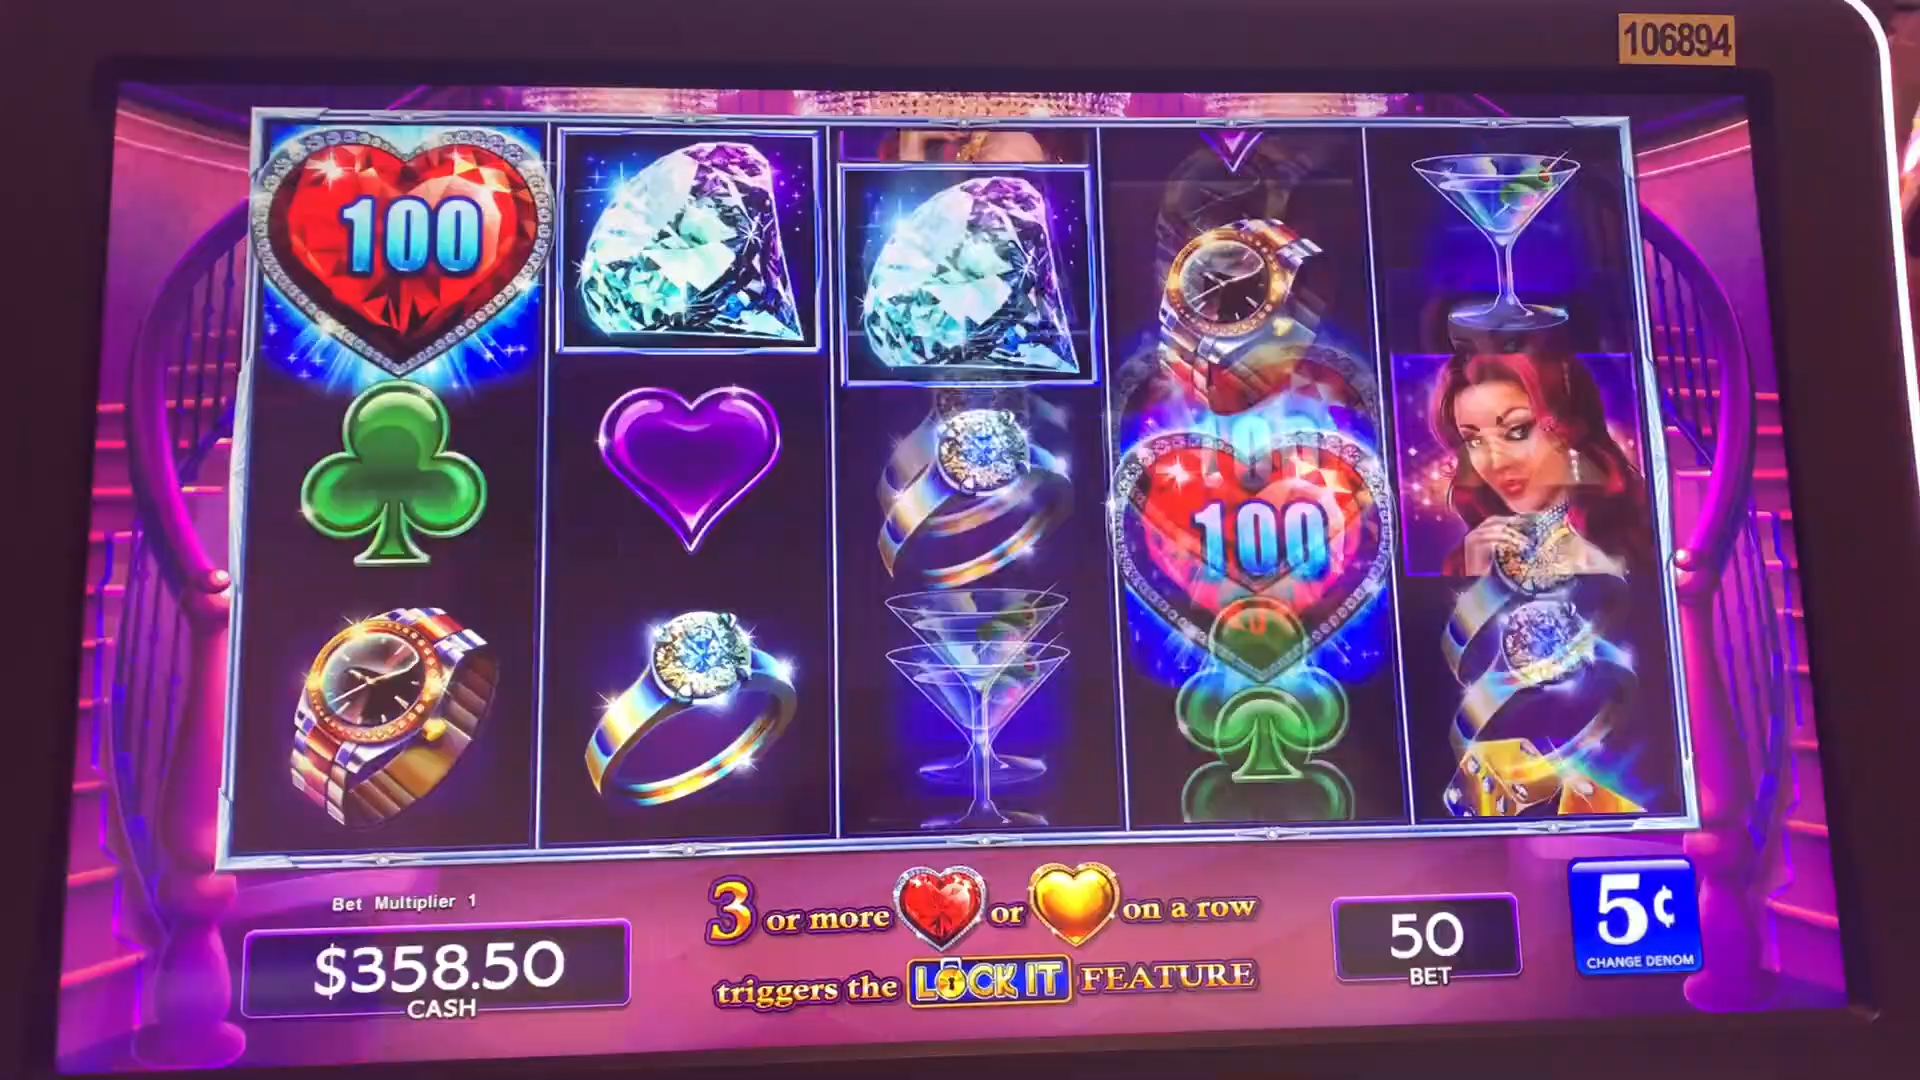 106894
100
100
Bet Multiplier 1
$358.50
CASH
3 or more or on a row
triggers the LOCK IT FEATURE
50
BET
5¢
CHANGE DENOM